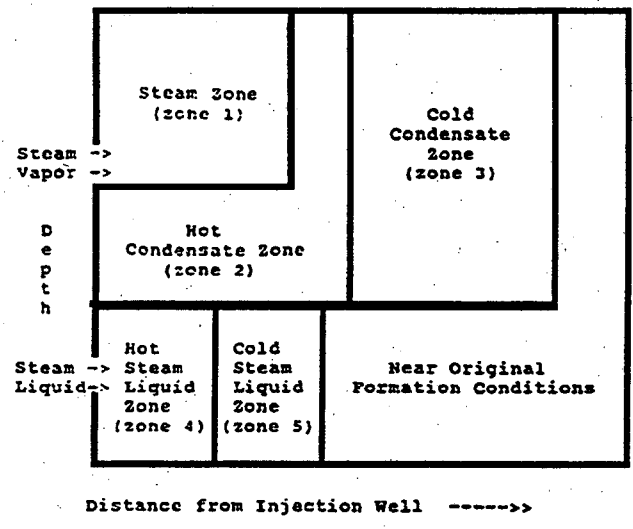 Steam Zone
(zone 1)
Cold
Condensate
Zone
(zone 3)
Steam ->
Vapor ->
Depth
Hot
Condensate Zone
(zone 2)
Steam ->
Liquid->
Hot
Steam
Liquid
Zone
(zone 4)
Cold
Steam
Liquid
Zone
(zone 5)
Near Original
Formation Conditions
Distance from Injection Well ----->>